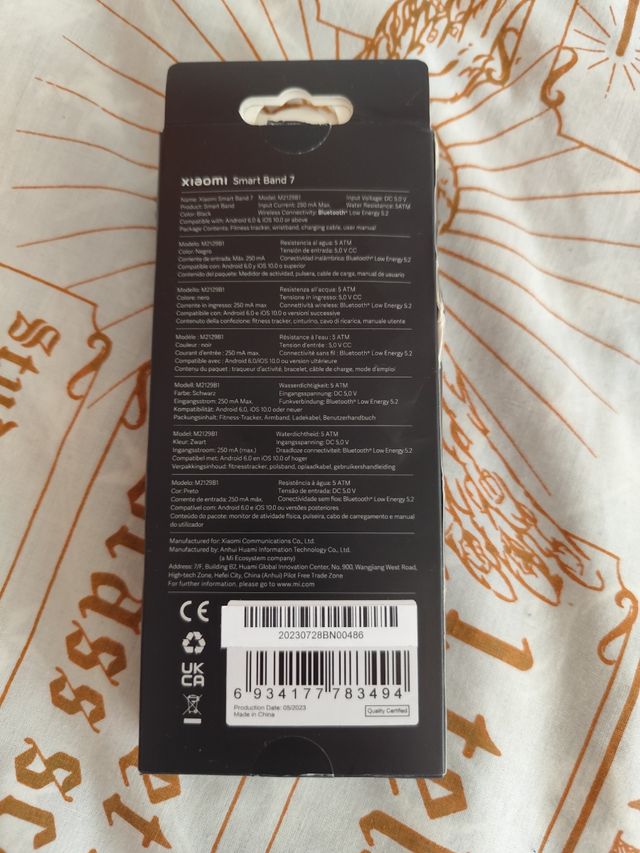 xiaomi Smart Band 7
Name: Xiaomi Smart Band 7 Model: M2129B1 Input Voltage: DC 5.0 V
Product: Smart Band Input Current: 250 mA Max. Water Resistance: 5 ATM
Color: Black Wireless Connectivity: Bluetooth® Low Energy 5.2
Compatible with: Android 6.0 & iOS 10.0 or above
Package Contents: Fitness tracker, wristband, charging cable, user manual
Modelo: M2129B1 Resistencia al agua: 5 ATM
Color: Negro Tensión de entrada: 5,0 V CC
Corriente de entrada: Máx. 250 mA Conectividad inalámbrica: Bluetooth® Low Energy 5.2
Compatible con: Android 6.0 y iOS 10.0 o superior
Contenido del paquete: Medidor de actividad, pulsera, cable de carga, manual de usuario
Modello: M2129B1 Resistenza all'acqua: 5 ATM
Colore: nero Tensione in ingresso: 5,0 V CC
Corrente in ingresso: 250 mA max Connettività wireless: Bluetooth® Low Energy 5.2
Compatibile con: Android 6.0 e iOS 10.0 o versioni successive
Contenuto della confezione: fitness tracker, cinturino, cavo di ricarica, manuale utente
Modèle : M2129B1 Résistance à l'eau : 5 ATM
Couleur : noir Tension d'entrée : 5,0 V CC
Courant d'entrée : 250 mA max. Connectivité sans fil : Bluetooth® Low Energy 5.2
Compatible avec : Android 6.0/iOS 10.0 ou version ultérieure
Contenu du paquet : traqueur d'activité, bracelet, câble de charge, mode d'emploi
Modell: M2129B1 Wasserdichtigkeit: 5 ATM
Farbe: Schwarz Eingangsspannung: DC 5,0 V
Eingangsstrom: 250 mA Max. Funkverbindung: Bluetooth® Low Energy 5.2
Kompatibilität: Android 6.0, iOS 10.0 oder neuer
Packungsinhalt: Fitness-Tracker, Armband, Ladekabel, Benutzerhandbuch
Model: M2129B1 Waterdichtheid: 5 ATM
Kleur: Zwart Ingangsspanning: DC 5,0 V
Ingangsstroom: 250 mA (max.) Draadloze connectiviteit: Bluetooth® Low Energy 5.2
Compatibel met: Android 6.0 en iOS 10.0 of hoger
Verpakkingsinhoud: fitnesstracker, polsband, oplaadkabel, gebruikershandleiding
Modelo: M2129B1 Resistência à água: 5 ATM
Cor: Preto Tensão de entrada: DC 5.0 V
Corrente de entrada: 250 mA máx. Conectividade sem fios: Bluetooth® Low Energy 5.2
Compatível com: Android 6.0 e iOS 10.0 ou versões posteriores
Conteúdo do pacote: monitor de atividade física, pulseira, cabo de carregamento e manual
do utilizador
Manufactured for: Xiaomi Communications Co., Ltd.
Manufactured by: Anhui Huami Information Technology Co., Ltd.
(a Mi Ecosystem company)
Address: 7/F, Building B2, Huami Global Innovation Center, No. 900, Wangjiang West Road,
High-tech Zone, Hefei City, China (Anhui) Pilot Free Trade Zone
For further information, please go to www.mi.com
CE
UK
CA
20230728BN00486
6 934177 783494
Production Date: 05/2023
Made in China
Quality Certified